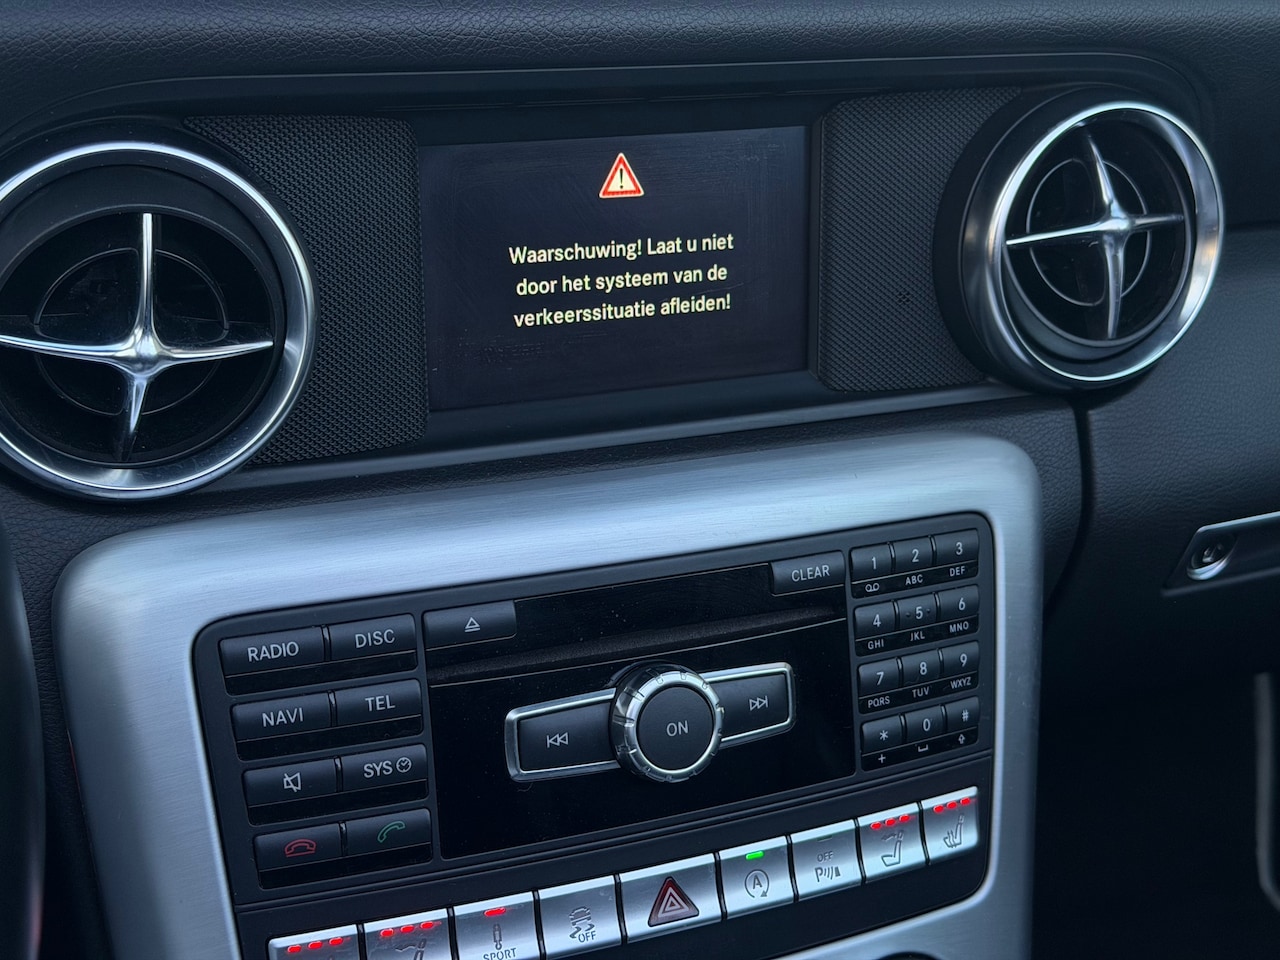 Waarschuwing! Laat u niet
door het systeem van de
verkeerssituatie afleiden!
CLEAR
1 2 3
ABC DEF
RADIO DISC
4 5 6
GHI JKL MNO
NAVI TEL
7 8 9
PQRS TUV WXYZ
ON
* 0 #
+
SYS
SPORT
OFF
A
OFF
P